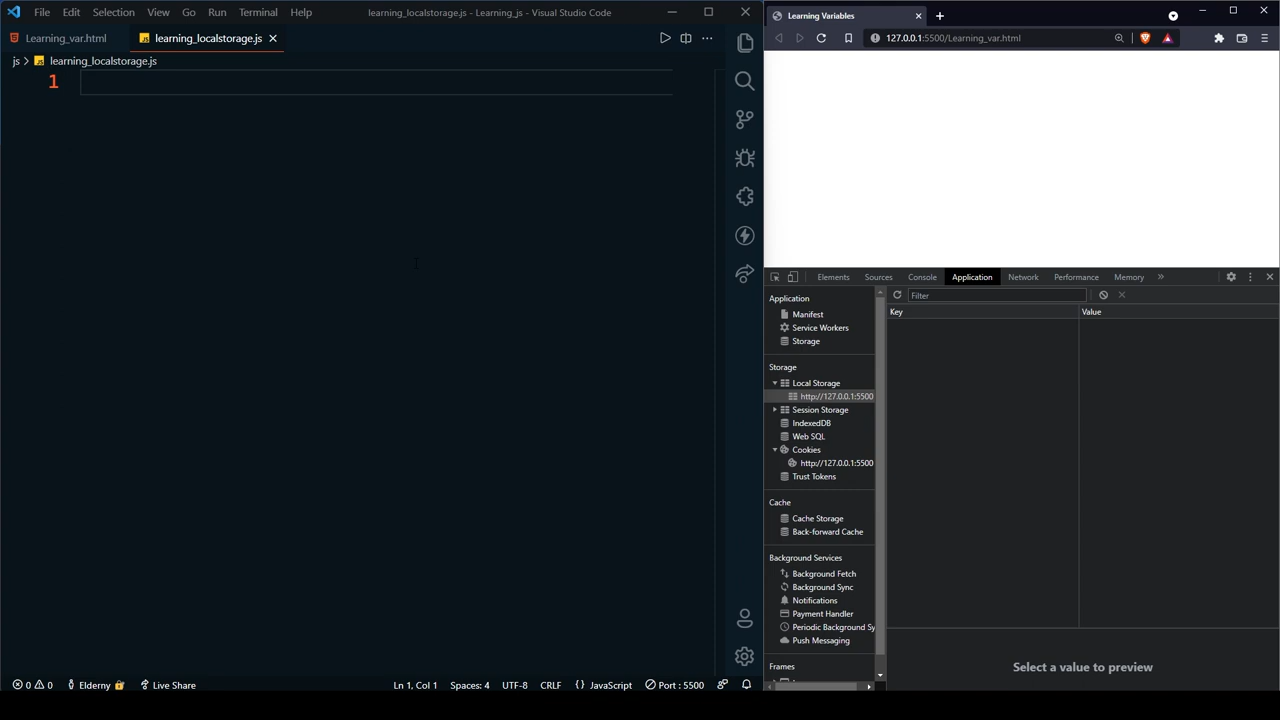 File Edit Selection View Go Run Terminal Help learning_localstorage.js - Learning_js - Visual Studio Code
Learning_var.html
learning_localstorage.js
js
learning_localstorage.js
1
0 0 Elderny Live Share Ln 1, Col 1 Spaces: 4 UTF-8 CRLF {} JavaScript Port : 5500
Learning Variables
127.0.0.1:5500/Learning_var.html
Elements Sources Console Application Network Performance Memory »
Application
Manifest
Service Workers
Storage
Storage
Local Storage
http://127.0.0.1:5500
Session Storage
IndexedDB
Web SQL
Cookies
http://127.0.0.1:5500
Trust Tokens
Cache
Cache Storage
Back-forward Cache
Background Services
Background Fetch
Background Sync
Notifications
Payment Handler
Periodic Background Sy
Push Messaging
Frames
Filter
Key Value
Select a value to preview